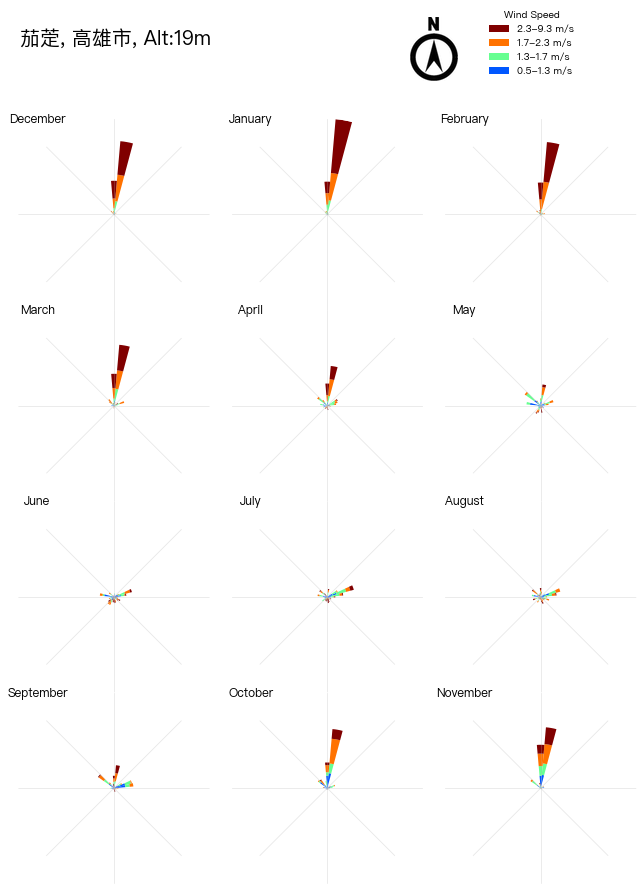 茄萣, 高雄市, Alt:19m
N
Wind Speed
2.3–9.3 m/s
1.7–2.3 m/s
1.3–1.7 m/s
0.5–1.3 m/s
December
January
February
March
April
May
June
July
August
September
October
November